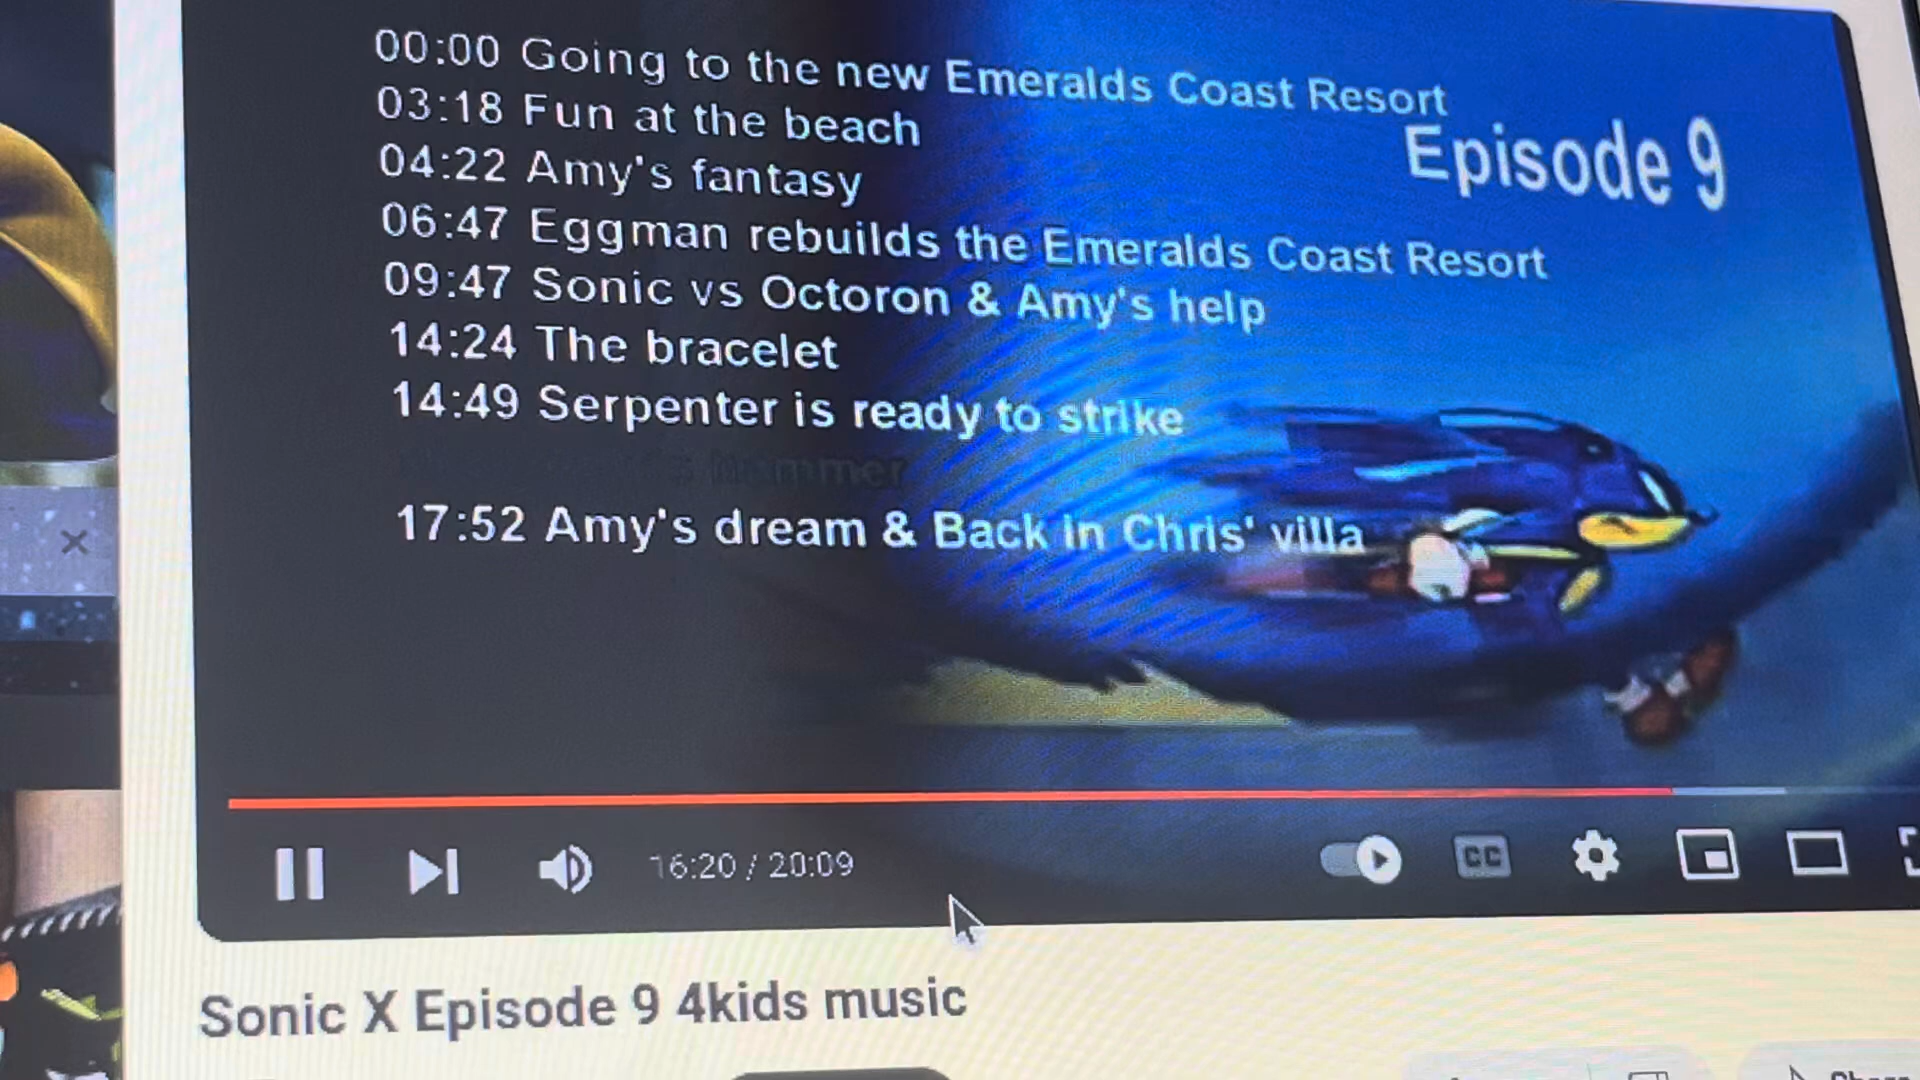 00:00 Going to the new Emeralds Coast Resort
Episode 9
03:18 Fun at the beach
04:22 Amy's fantasy
06:47 Eggman rebuilds the Emeralds Coast Resort
09:47 Sonic vs Octoron & Amy's help
14:24 The bracelet
14:49 Serpenter is ready to strike
Hammer
17:52 Amy's dream & Back in Chris' villa
16:20 / 20:09
CC
Sonic X Episode 9 4kids music